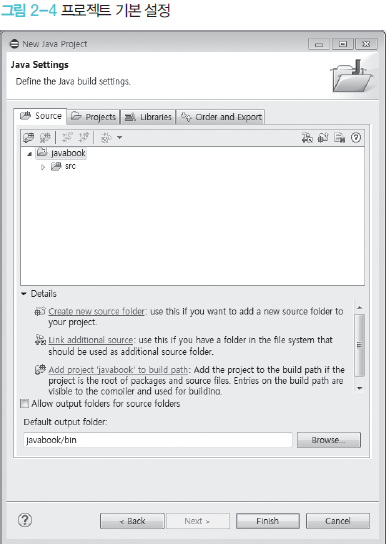 그림 2-4 프로젝트 기본 설정
New Java Project
Java Settings
Define the Java build settings.
Source Projects Libraries Order and Export
javabook
src
Details
Create new source folder: use this if you want to add a new source folder to
your project.
Link additional source: use this if you have a folder in the file system that
should be used as additional source folder.
Add project 'javabook' to build path: Add the project to the build path if the
project is the root of packages and source files. Entries on the build path are
visible to the compiler and used for building.
Allow output folders for source folders
Default output folder:
javabook/bin
Browse...
< Back Next > Finish Cancel